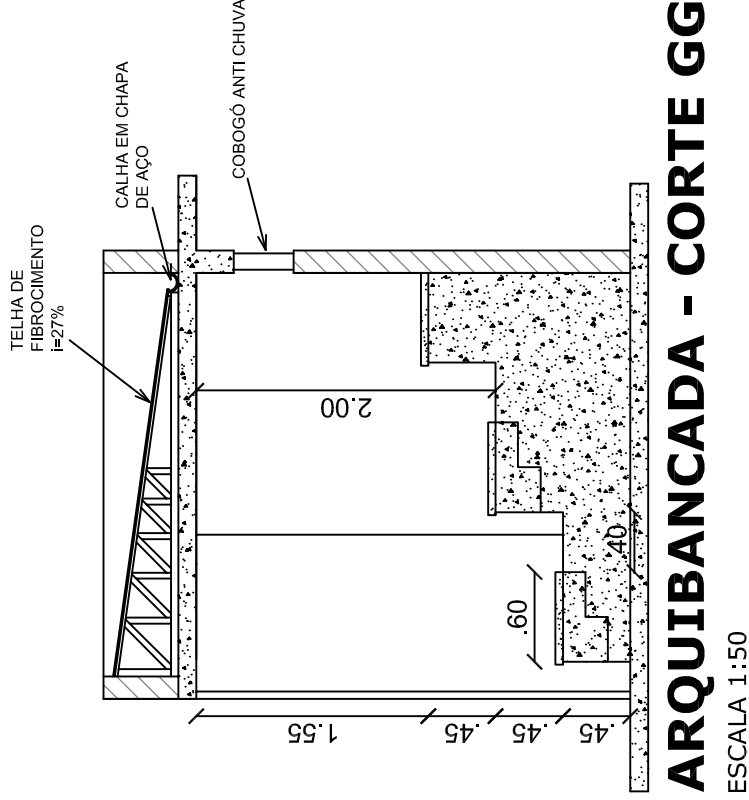 TELHA DE
FIBROCIMENTO
i=27%
CALHA EM CHAPA
DE AÇO
COBOGÓ ANTI CHUVA
2.00
.60
40
1.55
.45
.45
.45
ARQUIBANCADA - CORTE GG
ESCALA 1:50